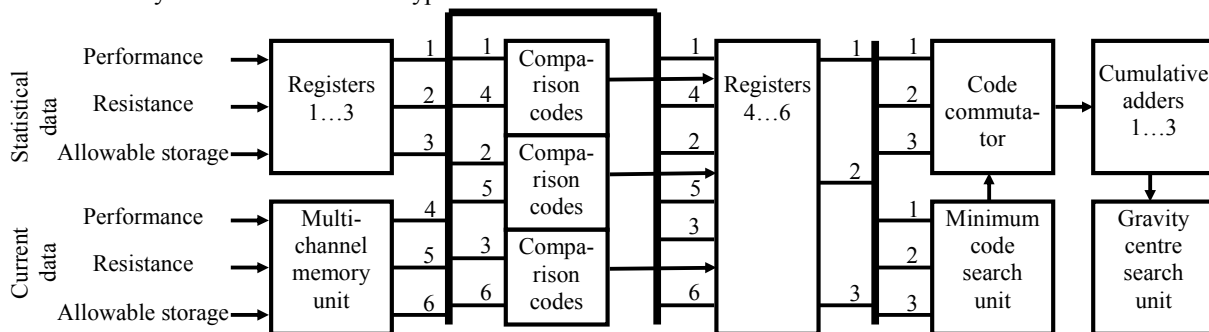 Statistical data
Performance
Resistance
Allowable storage
Current data
Performance
Resistance
Allowable storage
Registers
1…3
Multi-
channel
memory
unit
1
2
3
4
5
6
1
4
2
5
3
6
Compa-
rison
codes
Compa-
rison
codes
Compa-
rison
codes
1
4
2
5
3
6
Registers
4…6
1
2
3
1
2
3
1
2
3
Code
commuta-
tor
Minimum
code
search
unit
Cumulative
adders
1…3
Gravity
centre
search
unit